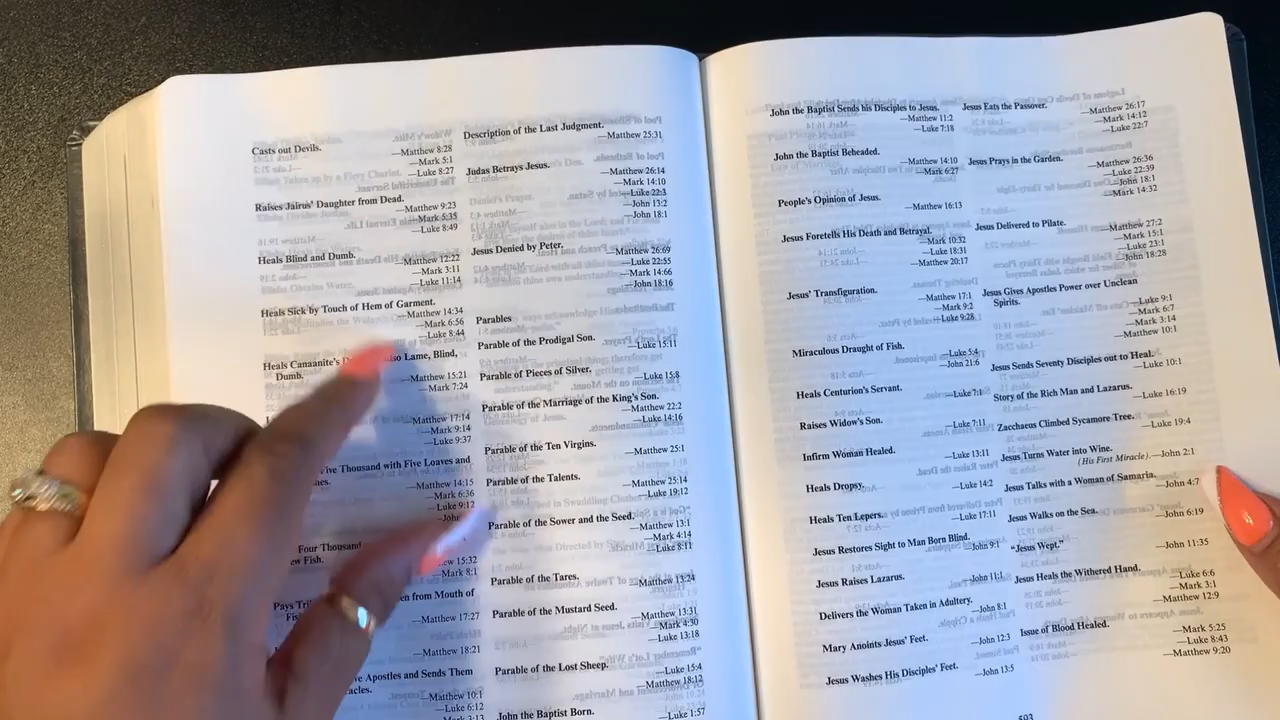 Casts out Devils.
—Matthew 8:28
—Mark 5:1
—Luke 8:27
Raises Jairus' Daughter from Dead.
—Matthew 9:23
—Mark 5:35
—Luke 8:49
Heals Blind and Dumb.
—Matthew 12:22
—Mark 3:11
—Luke 11:14
Heals Sick by Touch of Hem of Garment.
—Matthew 14:34
—Mark 6:56
—Luke 8:44
Heals Canaanite's Lame, Blind,
Dumb.
—Matthew 15:21
—Mark 7:24
Matthew 17:14
—Mark 9:14
—Luke 9:37
Five Thousand with Five Loaves and
—Matthew 14:15
—Mark 6:36
—Luke 9:12
Four Thousand
Fish.
15:32
Mark 8:1
Pays from Mouth of
—Matthew 17:27
—Matthew 18:21
Apostles and Sends Them
Matthew 10:1
—Luke 6:12
—Mark 3:13
Description of the Last Judgment.
—Matthew 25:31
Judas Betrays Jesus.
—Matthew 26:14
—Mark 14:10
—Luke 22:3
—John 13:2
—John 18:1
Jesus Denied by Peter.
—Matthew 26:69
—Luke 22:55
—Mark 14:66
—John 18:16
Parables
Parable of the Prodigal Son.
—Luke 15:11
Parable of Pieces of Silver.
—Luke 15:8
Parable of the Marriage of the King's Son.
—Matthew 22:2
—Luke 14:16
Parable of the Ten Virgins.
—Matthew 25:1
Parable of the Talents.
—Matthew 25:14
—Luke 19:12
Parable of the Sower and the Seed.
—Matthew 13:1
—Mark 4:14
—Luke 8:11
Parable of the Tares.
—Matthew 13:24
Parable of the Mustard Seed.
—Matthew 13:31
—Mark 4:30
—Luke 13:18
Parable of the Lost Sheep.
—Luke 15:4
—Matthew 18:12
John the Baptist Born.
—Luke 1:57
John the Baptist Sends his Disciples to Jesus.
—Matthew 11:2
—Luke 7:18
John the Baptist Beheaded.
—Matthew 14:10
—Mark 6:27
People's Opinion of Jesus.
—Matthew 16:13
Jesus Foretells His Death and Betrayal.
—Mark 10:32
—Luke 18:31
—Matthew 20:17
Jesus' Transfiguration.
—Matthew 17:1
—Mark 9:2
—Luke 9:28
Miraculous Draught of Fish.
—Luke 5:4
—John 21:6
Heals Centurion's Servant.
—Luke 7:1
Raises Widow's Son.
—Luke 7:11
Infirm Woman Healed.
—Luke 13:11
Heals Dropsy.
—Luke 14:2
Heals Ten Lepers.
—Luke 17:11
Jesus Restores Sight to Man Born Blind.
—John 9:1
Jesus Raises Lazarus.
—John 11:1
Delivers the Woman Taken in Adultery.
—John 8:1
Mary Anoints Jesus' Feet.
—John 12:3
Washes His Disciples' Feet.
—John 13:5
Jesus Eats the Passover.
—Matthew 26:17
—Mark 14:12
—Luke 22:7
Jesus Prays in the Garden.
—Matthew 26:36
—Luke 22:39
—John 18:1
—Mark 14:32
Jesus Delivered to Pilate.
—Matthew 27:2
—Mark 15:1
—Luke 23:1
—John 18:28
Jesus Gives Apostles Power over Unclean
Spirits.
—Luke 9:1
—Mark 6:7
—Mark 3:14
—Matthew 10:1
Jesus Sends Seventy Disciples out to Heal.
—Luke 10:1
Story of the Rich Man and Lazarus.
—Luke 16:19
Zacchaeus Climbed Sycamore Tree.
—Luke 19:4
Jesus Turns Water into Wine.
(His First Miracle).—John 2:1
Jesus Talks with a Woman of Samaria.
—John 4:7
Jesus Walks on the Sea.
—John 6:19
"Jesus Wept."
—John 11:35
Jesus Heals the Withered Hand.
—Luke 6:6
—Mark 3:1
—Matthew 12:9
Issue of Blood Healed.
—Mark 5:25
—Luke 8:43
—Matthew 9:20